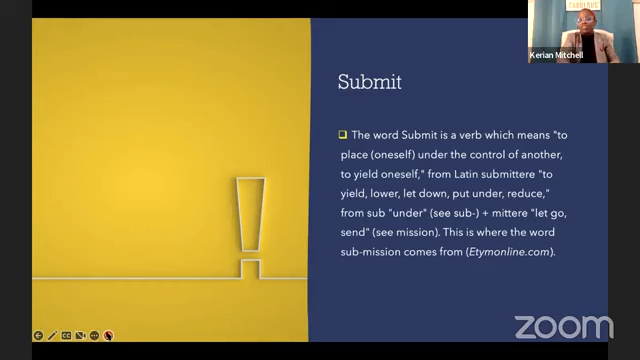 FABULOUS
Kerian Mitchell
Submit
The word Submit is a verb which means "to
place (oneself) under the control of another,
to yield oneself," from Latin submittere "to
yield, lower, let down, put under, reduce,"
from sub "under" (see sub-) + mittere "let go,
send" (see mission). This is where the word
sub-mission comes from (Etymonline.com).
CC
zoom